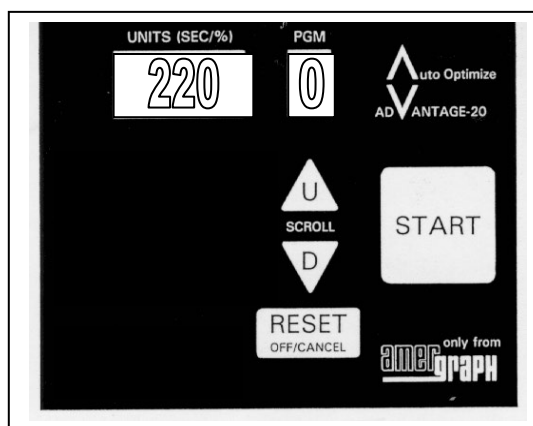 UNITS (SEC/%) PGM
220 0
Auto Optimize
ADVANTAGE-20
U
SCROLL
D
START
RESET
OFF/CANCEL
only from
amergraph